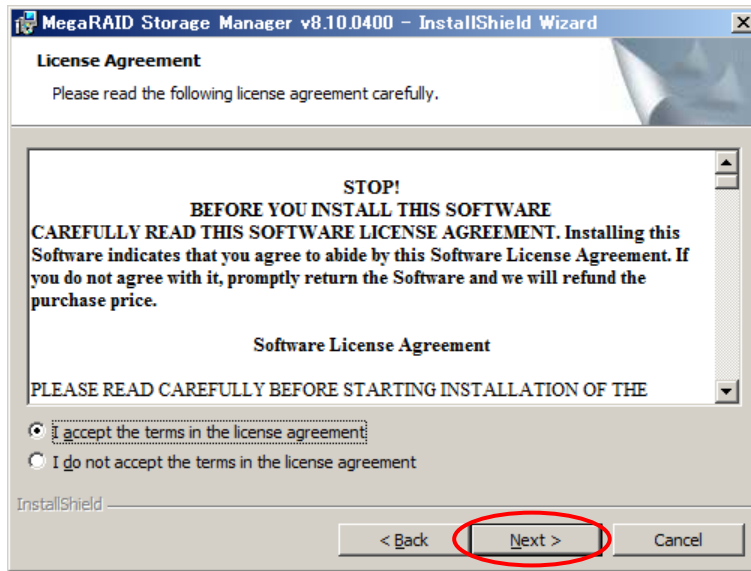 MegaRAID Storage Manager v8.10.0400 - InstallShield Wizard
License Agreement
Please read the following license agreement carefully.
STOP!
BEFORE YOU INSTALL THIS SOFTWARE
CAREFULLY READ THIS SOFTWARE LICENSE AGREEMENT. Installing this
Software indicates that you agree to abide by this Software License Agreement. If
you do not agree with it, promptly return the Software and we will refund the
purchase price.
Software License Agreement
PLEASE READ CAREFULLY BEFORE STARTING INSTALLATION OF THE
I accept the terms in the license agreement
I do not accept the terms in the license agreement
InstallShield
< Back Next > Cancel